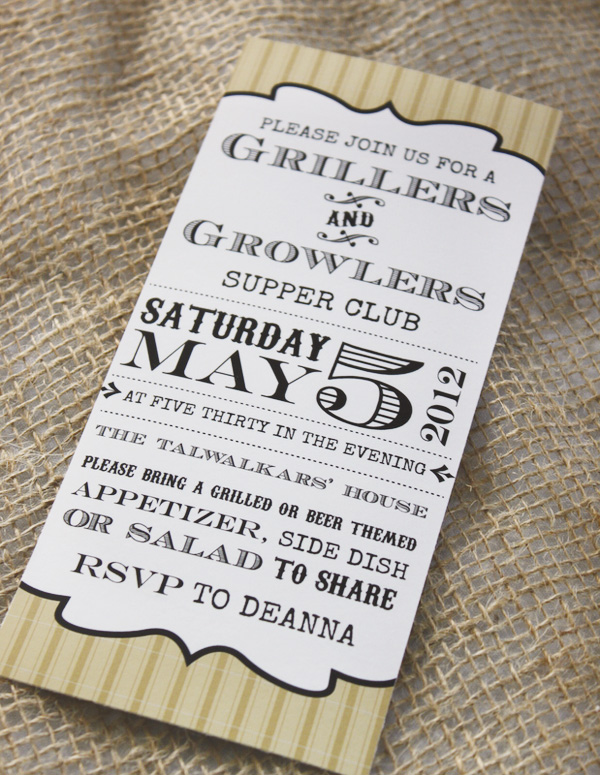 PLEASE JOIN US FOR A
GRILLERS
AND
GROWLERS
SUPPER CLUB
SATURDAY
MAY 5 2012
AT FIVE THIRTY IN THE EVENING
THE TALWALKARS' HOUSE
PLEASE BRING A GRILLED OR BEER THEMED
APPETIZER, SIDE DISH
OR SALAD TO SHARE
RSVP TO DEANNA